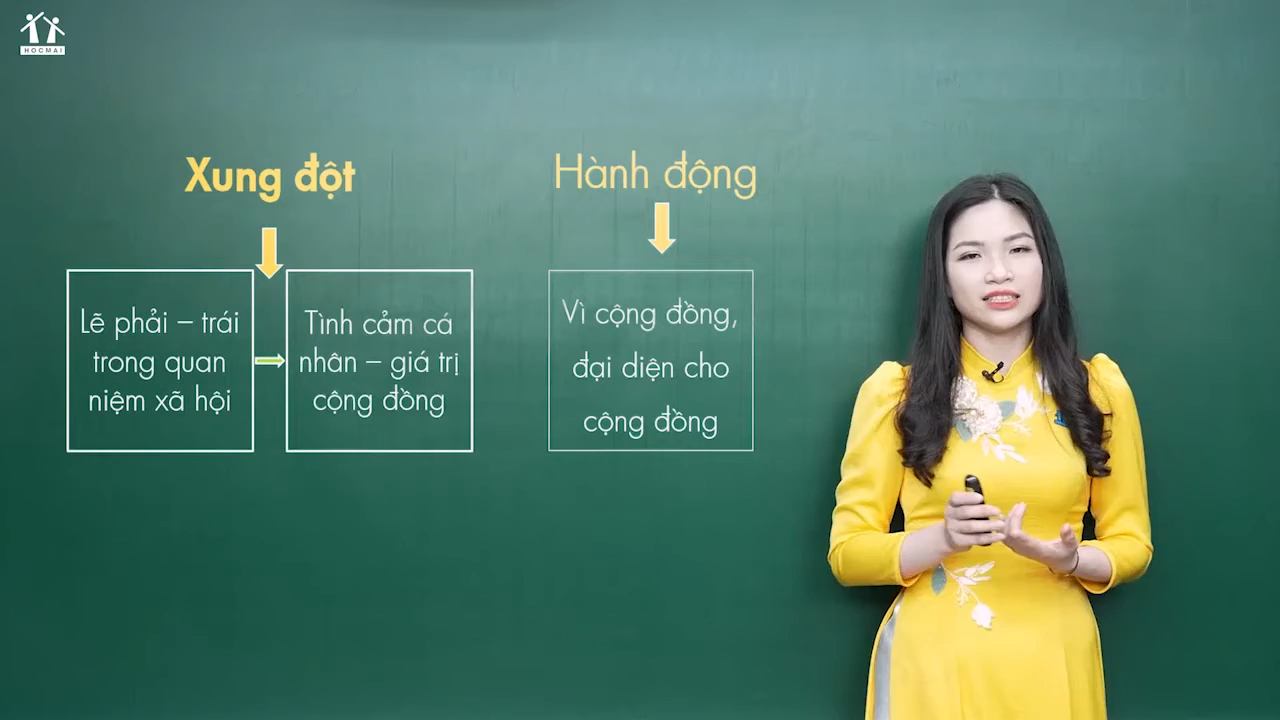 HOCMAI
Xung đột
Hành động
Lẽ phải – trái
trong quan
niệm xã hội
Tình cảm cá
nhân – giá trị
cộng đồng
Vì cộng đồng,
đại diện cho
cộng đồng